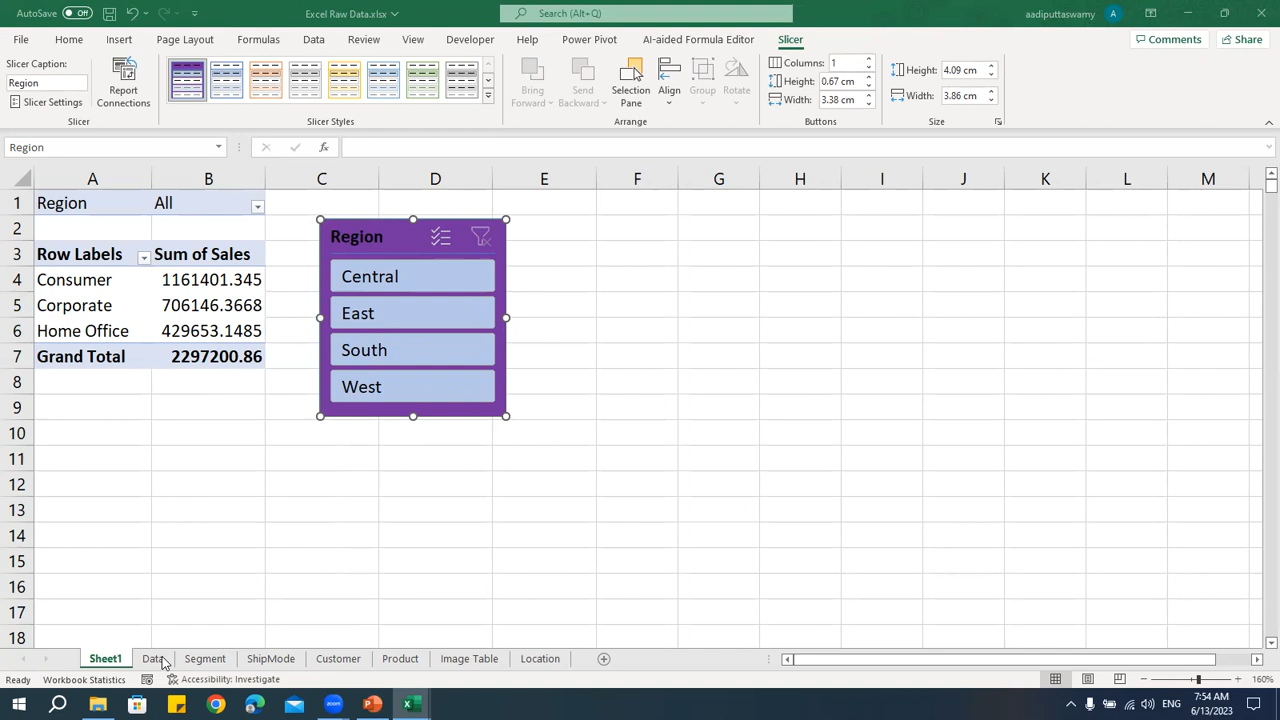 AutoSave Off
Excel Raw Data.xlsx
Search (Alt+Q)
aadiputtaswamy A
File Home Insert Page Layout Formulas Data Review View Developer Help Power Pivot AI-aided Formula Editor Slicer Comments Share
Slicer Caption:
Region
Slicer Settings
Report Connections
Slicer
Slicer Styles
Bring Forward
Send Backward
Selection Pane
Align
Group
Rotate
Arrange
Columns: 1
Height: 0.67 cm
Width: 3.38 cm
Buttons
Height: 4.09 cm
Width: 3.86 cm
Size
Region fx
A B C D E F G H I J K L M
1 Region All
2
3 Row Labels Sum of Sales
4 Consumer 1161401.345
5 Corporate 706146.3668
6 Home Office 429653.1485
7 Grand Total 2297200.86
8
9
10
11
12
13
14
15
16
17
18
Region
Central
East
South
West
Sheet1 Data Segment ShipMode Customer Product Image Table Location
Ready Workbook Statistics Accessibility: Investigate 160%
zoom
7:54 AM
6/13/2023